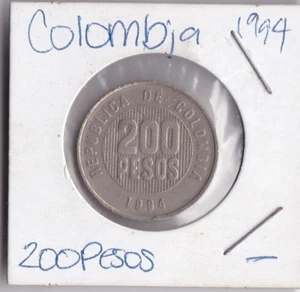 Colombia 1994
REPUBLICA DE COLOMBIA
200
PESOS
1994
200 Pesos